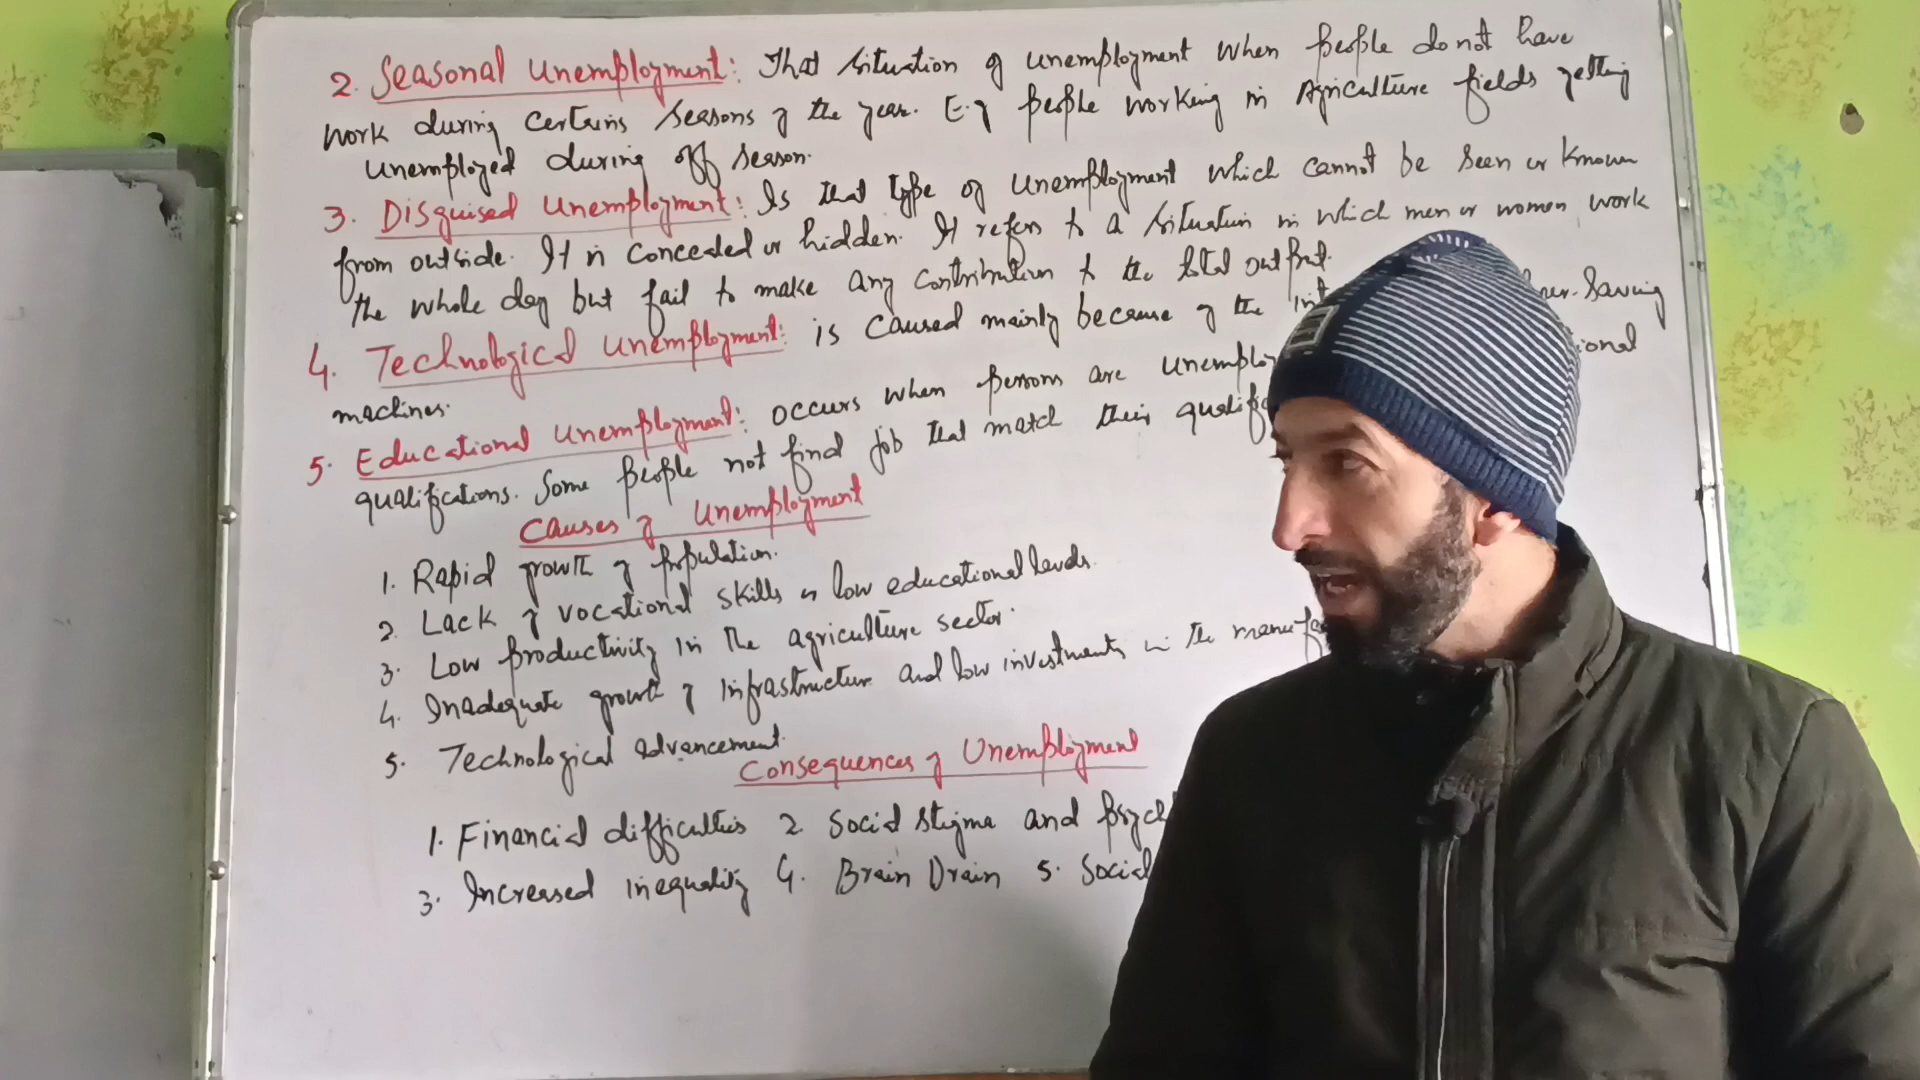 2. Seasonal Unemployment: That situation of unemployment when people do not have
work during certains seasons of the year. E.g people working in Agriculture fields getting
unemployed during off season.
3. Disguised Unemployment: Is that type of Unemployment which cannot be seen or known
from outside. It is concealed or hidden. It refers to a situation in which men or women work
the whole day but fail to make any contribution to the total output.
4. Technological Unemployment: is caused mainly because of the saving
machines.
5. Educational Unemployment: occurs when persons are
qualifications. Some people not find job that match their
Causes of Unemployment
1. Rapid growth of population.
2. Lack of vocational skills or low educational levels.
3. Low productivity in the agriculture sector.
4. Inadequate growth of infrastructure and low investments in the
5. Technological advancement.
Consequences of Unemployment
1. Financial difficulties 2. Social stigma and
3. Increased inequality 4. Brain Drain 5. Social